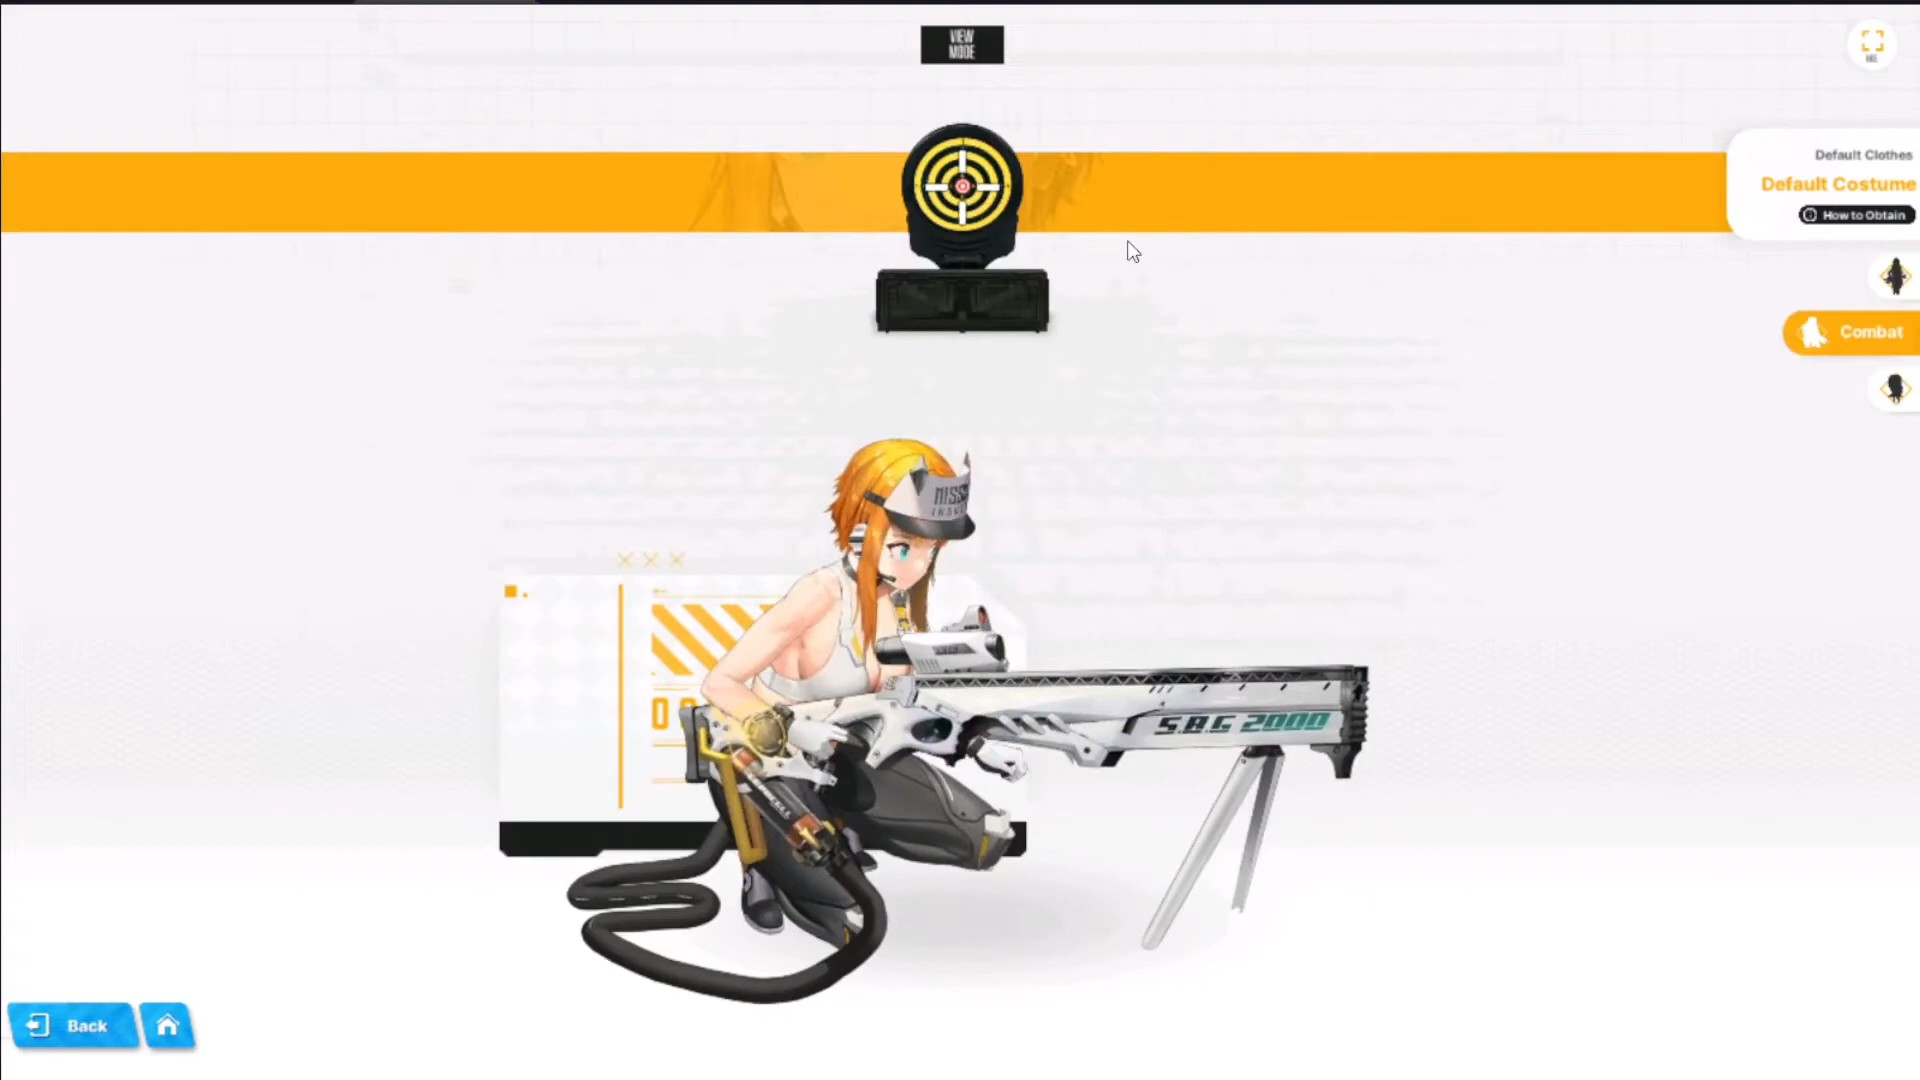 VIEW
MODE
Default Clothes
Default Costume
How to Obtain
Combat
S.B.G 2000
Back